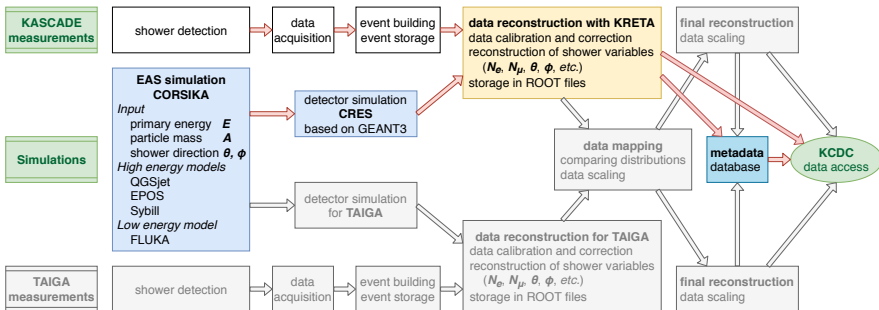 KASCADE
measurements
shower detection
data
acquisition
event building
event storage
data reconstruction with KRETA
data calibration and correction
reconstruction of shower variables
(Ne, Nμ, θ, ϕ, etc.)
storage in ROOT files
final reconstruction
data scaling
Simulations
EAS simulation
CORSIKA
Input
primary energy E
particle mass A
shower direction θ, ϕ
High energy models
QGSjet
EPOS
Sybill
Low energy model
FLUKA
detector simulation
CRES
based on GEANT3
detector simulation
for TAIGA
data mapping
comparing distributions
data scaling
metadata
database
KCDC
data access
TAIGA
measurements
shower detection
data
acquisition
event building
event storage
data reconstruction for TAIGA
data calibration and correction
reconstruction of shower variables
(Ne, Nμ, θ, ϕ, etc.)
storage in ROOT files
final reconstruction
data scaling